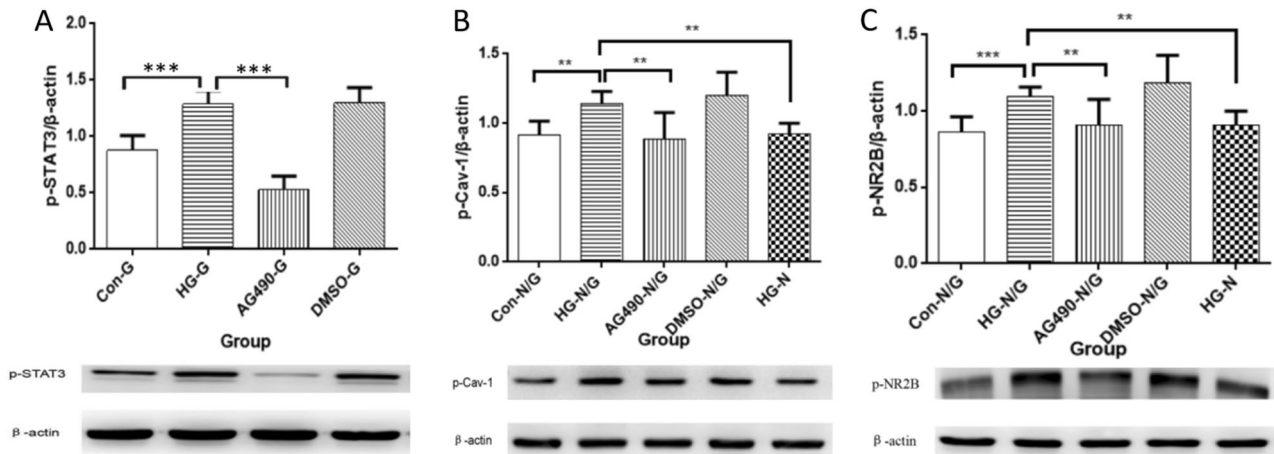 A
p-STAT3/β-actin
2.0
1.5
1.0
0.5
0.0
***
***
Con-G
HG-G
AG490-G
DMSO-G
Group
p-STAT3
β-actin
B
p-Cav-1/β-actin
1.5
1.0
0.5
0.0
**
**
**
Con-N/G
HG-N/G
AG490-N/G
DMSO-N/G
HG-N
Group
p-Cav-1
β-actin
C
p-NR2B/β-actin
1.5
1.0
0.5
0.0
**
***
**
Con-N/G
HG-N/G
AG490-N/G
DMSO-N/G
HG-N
Group
p-NR2B
β-actin